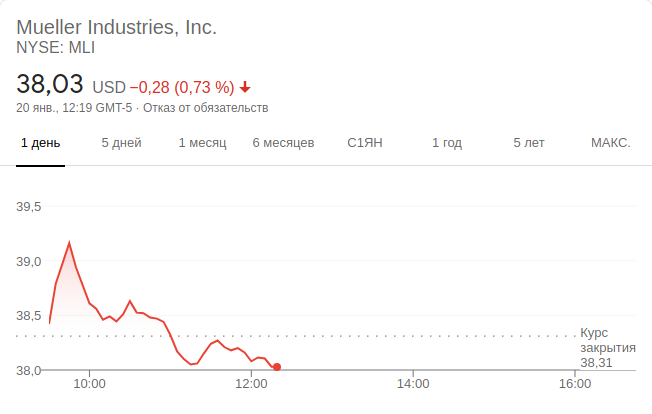 Mueller Industries, Inc.
NYSE: MLI
38,03 USD −0,28 (0,73 %)
20 янв., 12:19 GMT-5 · Отказ от обязательств
1 день 5 дней 1 месяц 6 месяцев С1ЯН 1 год 5 лет МАКС.
39,5
39,0
38,5
Курс
закрытия
38,31
38,0
10:00 12:00 14:00 16:00